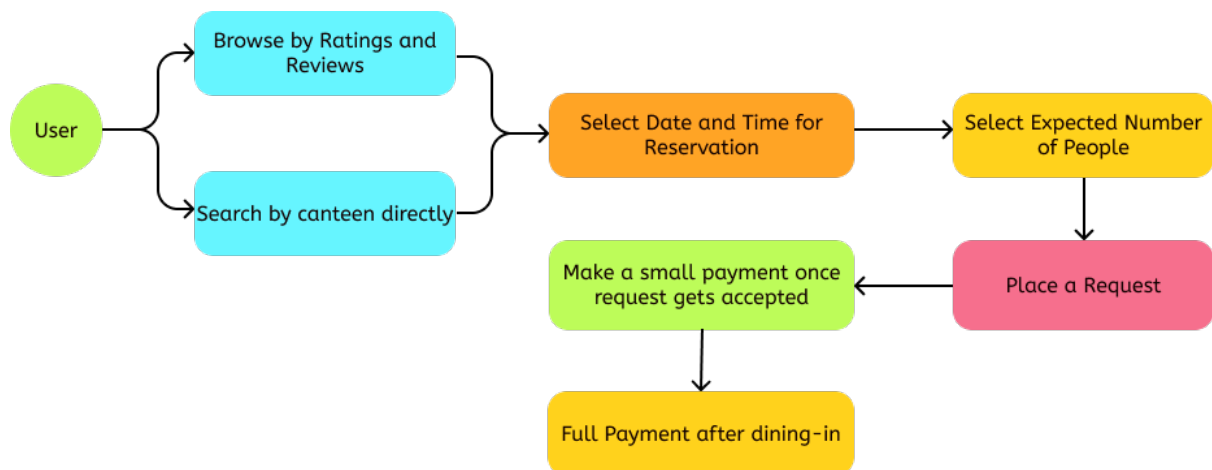 User
Browse by Ratings and
Reviews
Search by canteen directly
Select Date and Time for
Reservation
Select Expected Number
of People
Place a Request
Make a small payment once
request gets accepted
Full Payment after dining-in